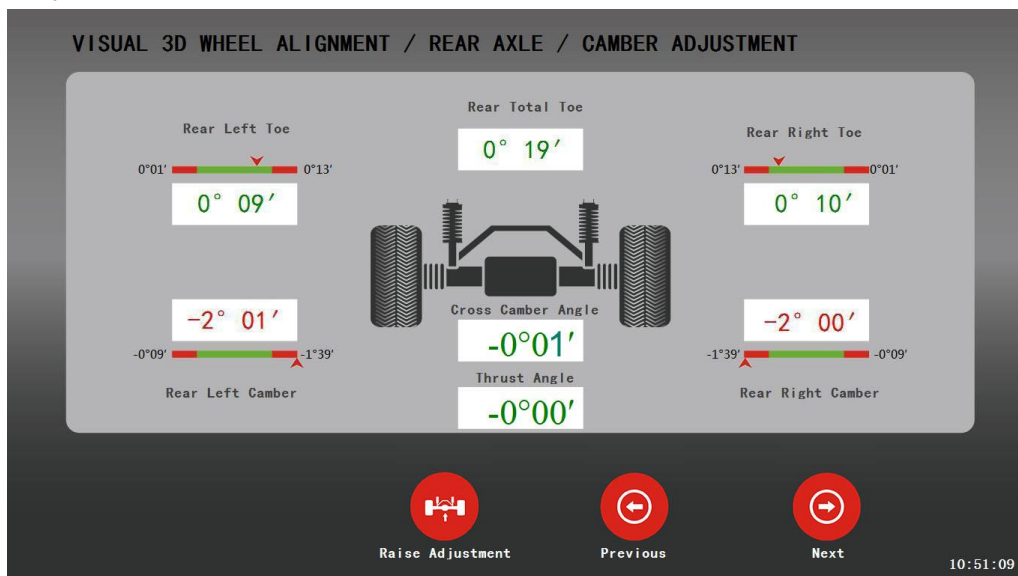 VISUAL 3D WHEEL ALIGNMENT / REAR AXLE / CAMBER ADJUSTMENT
Rear Left Toe
0°01′ 0°13′
0° 09′
Rear Total Toe
0° 19′
Rear Right Toe
0°13′ 0°01′
0° 10′
-2° 01′
-0°09′ -1°39′
Rear Left Camber
Cross Camber Angle
-0°01′
Thrust Angle
-0°00′
-2° 00′
-1°39′ -0°09′
Rear Right Camber
Raise Adjustment
Previous
Next
10:51:09